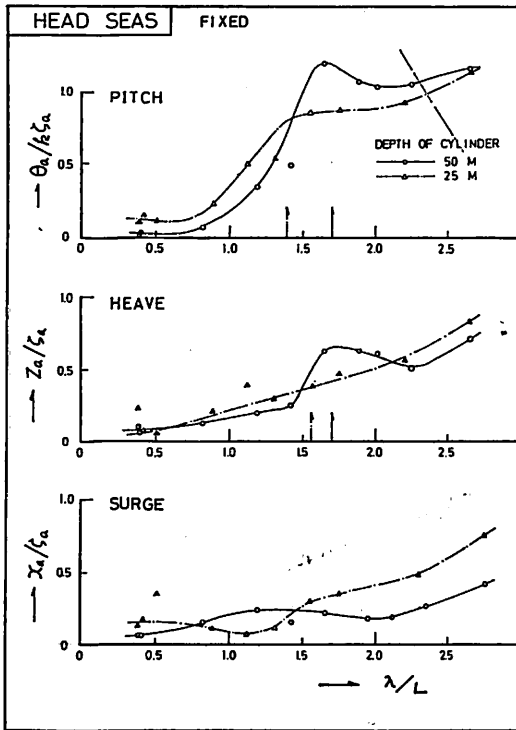 HEAD SEAS FIXED
PITCH
1.0
0.5
0
→ θa/kζa
DEPTH OF CYLINDER
50 M
25 M
0 0.5 1.0 1.5 2.0 2.5
HEAVE
1.0
0.5
0
→ Za/ζa
0 0.5 1.0 1.5 2.0 2.5
SURGE
1.0
0.5
0
→ xa/ζa
0 0.5 1.0 1.5 2.0 2.5
→ λ/L